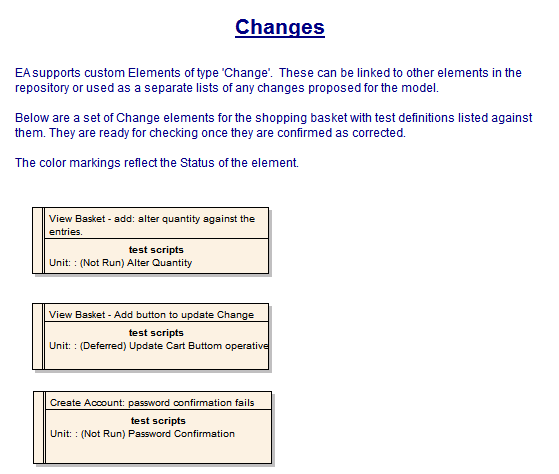 Changes
EA supports custom Elements of type 'Change'. These can be linked to other elements in the
repository or used as a separate lists of any changes proposed for the model.
Below are a set of Change elements for the shopping basket with test definitions listed against
them. They are ready for checking once they are confirmed as corrected.
The color markings reflect the Status of the element.
View Basket - add: alter quantity against the
entries.
test scripts
Unit: : (Not Run) Alter Quantity
View Basket - Add button to update Change
test scripts
Unit: : (Deferred) Update Cart Buttom operative
Create Account: password confirmation fails
test scripts
Unit: : (Not Run) Password Confirmation